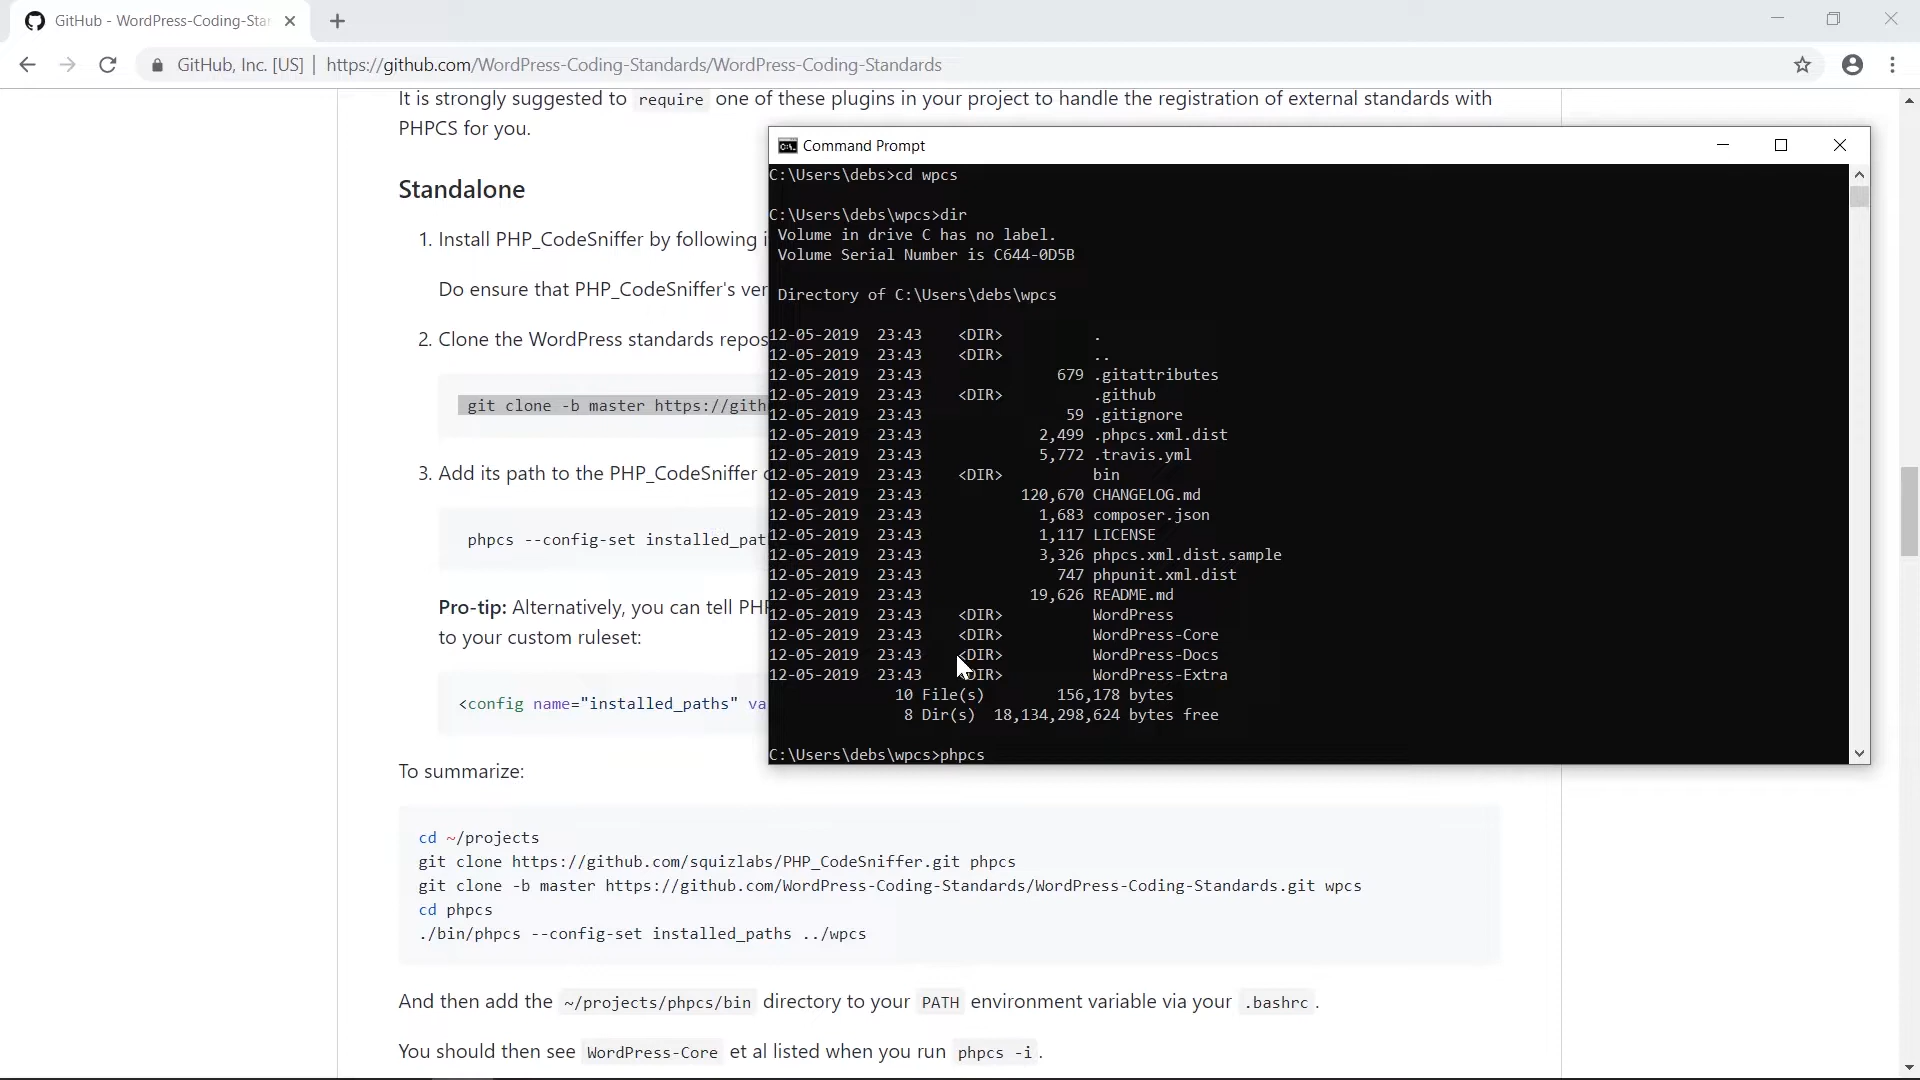 GitHub - WordPress-Coding-Sta
GitHub, Inc. [US] | https://github.com/WordPress-Coding-Standards/WordPress-Coding-Standards
It is strongly suggested to require one of these plugins in your project to handle the registration of external standards with
PHPCS for you.
Standalone
1. Install PHP_CodeSniffer by following i
Do ensure that PHP_CodeSniffer's ver
2. Clone the WordPress standards repos
git clone -b master https://gith
3. Add its path to the PHP_CodeSniffer c
phpcs --config-set installed_pat
Pro-tip: Alternatively, you can tell PHP
to your custom ruleset:
<config name="installed_paths" va
To summarize:
cd ~/projects
git clone https://github.com/squizlabs/PHP_CodeSniffer.git phpcs
git clone -b master https://github.com/WordPress-Coding-Standards/WordPress-Coding-Standards.git wpcs
cd phpcs
./bin/phpcs --config-set installed_paths ../wpcs
And then add the ~/projects/phpcs/bin directory to your PATH environment variable via your .bashrc .
You should then see WordPress-Core et al listed when you run phpcs -i .
Command Prompt
C:\Users\debs>cd wpcs
C:\Users\debs\wpcs>dir
Volume in drive C has no label.
Volume Serial Number is C644-0D5B
Directory of C:\Users\debs\wpcs
12-05-2019 23:43 <DIR> .
12-05-2019 23:43 <DIR> ..
12-05-2019 23:43 679 .gitattributes
12-05-2019 23:43 <DIR> .github
12-05-2019 23:43 59 .gitignore
12-05-2019 23:43 2,499 .phpcs.xml.dist
12-05-2019 23:43 5,772 .travis.yml
12-05-2019 23:43 <DIR> bin
12-05-2019 23:43 120,670 CHANGELOG.md
12-05-2019 23:43 1,683 composer.json
12-05-2019 23:43 1,117 LICENSE
12-05-2019 23:43 3,326 phpcs.xml.dist.sample
12-05-2019 23:43 747 phpunit.xml.dist
12-05-2019 23:43 19,626 README.md
12-05-2019 23:43 <DIR> WordPress
12-05-2019 23:43 <DIR> WordPress-Core
12-05-2019 23:43 <DIR> WordPress-Docs
12-05-2019 23:43 <DIR> WordPress-Extra
10 File(s) 156,178 bytes
8 Dir(s) 18,134,298,624 bytes free
C:\Users\debs\wpcs>phpcs